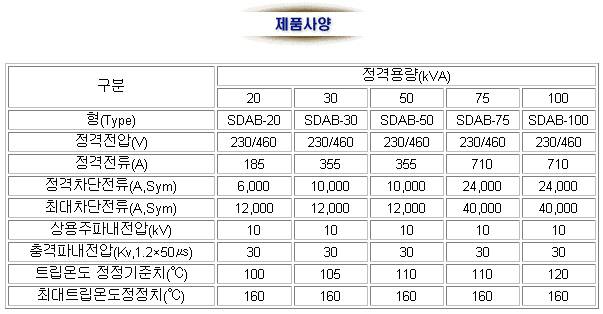 제품사양
구분 정격용량(kVA)
20 30 50 75 100
형(Type) SDAB-20 SDAB-30 SDAB-50 SDAB-75 SDAB-100
정격전압(V) 230/460 230/460 230/460 230/460 230/460
정격전류(A) 185 355 355 710 710
정격차단전류(A,Sym) 6,000 10,000 10,000 24,000 24,000
최대차단전류(A,Sym) 12,000 12,000 12,000 40,000 40,000
상용주파내전압(kV) 10 10 10 10 10
충격파내전압(Kv,1.2×50㎲) 30 30 30 30 30
트립온도 정정기준치(℃) 100 105 110 110 120
최대트립온도정정치(℃) 160 160 160 160 160